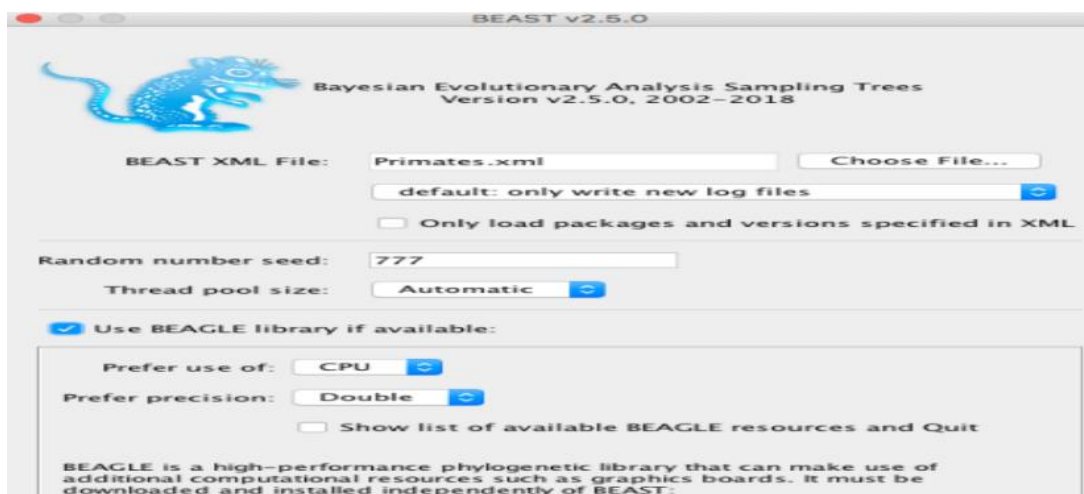 BEAST v2.5.0
Bayesian Evolutionary Analysis Sampling Trees
Version v2.5.0, 2002-2018
BEAST XML File: Primates.xml Choose File...
default: only write new log files
Only load packages and versions specified in XML
Random number seed: 777
Thread pool size: Automatic
Use BEAGLE library if available:
Prefer use of: CPU
Prefer precision: Double
Show list of available BEAGLE resources and Quit
BEAGLE is a high-performance phylogenetic library that can make use of
additional computational resources such as graphics boards. It must be
downloaded and installed independently of BEAST: